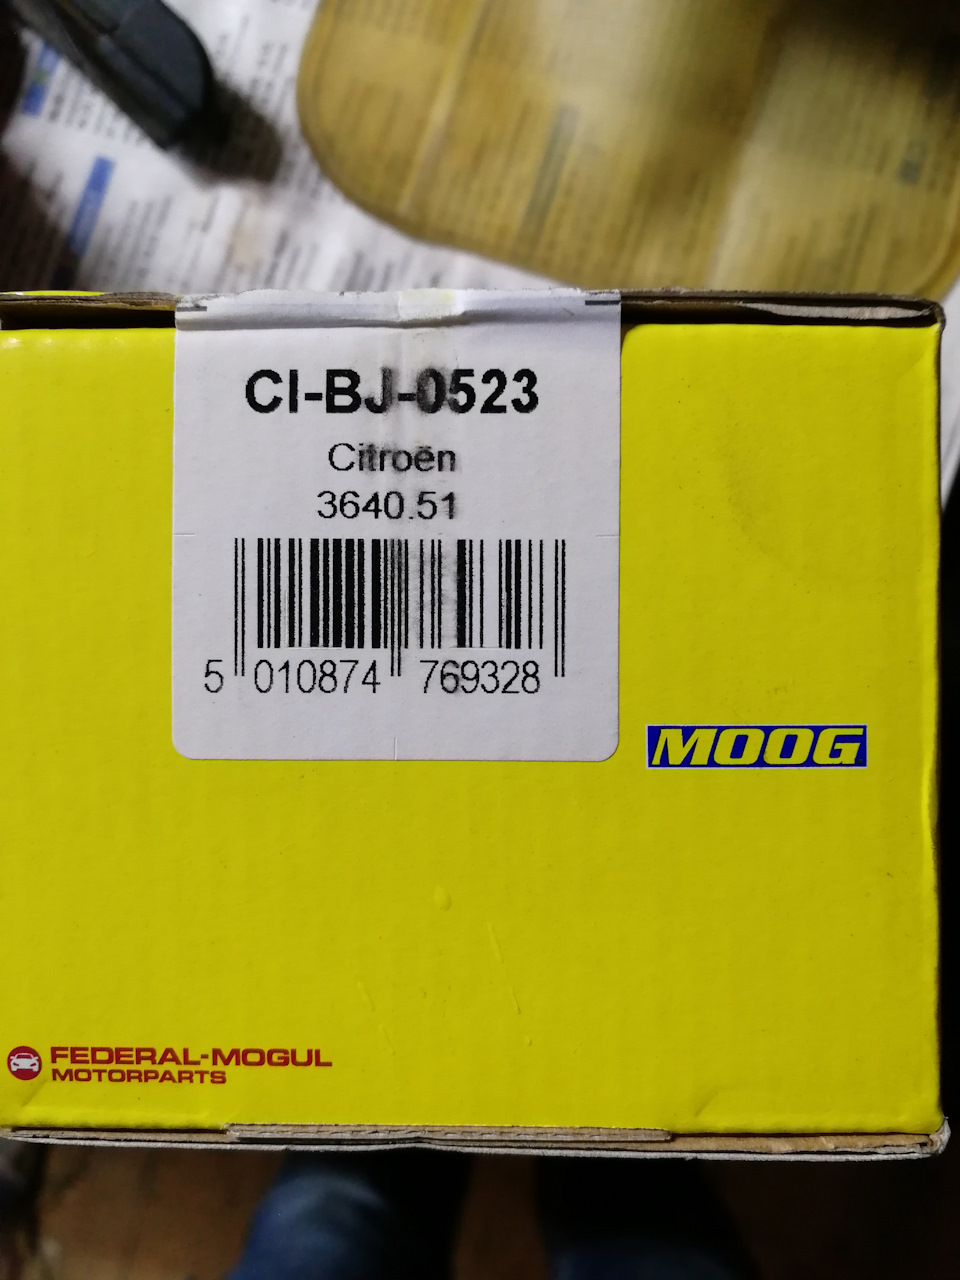 CI-BJ-0523
Citroën
3640.51
5 010874 769328
MOOG
FEDERAL-MOGUL
MOTORPARTS